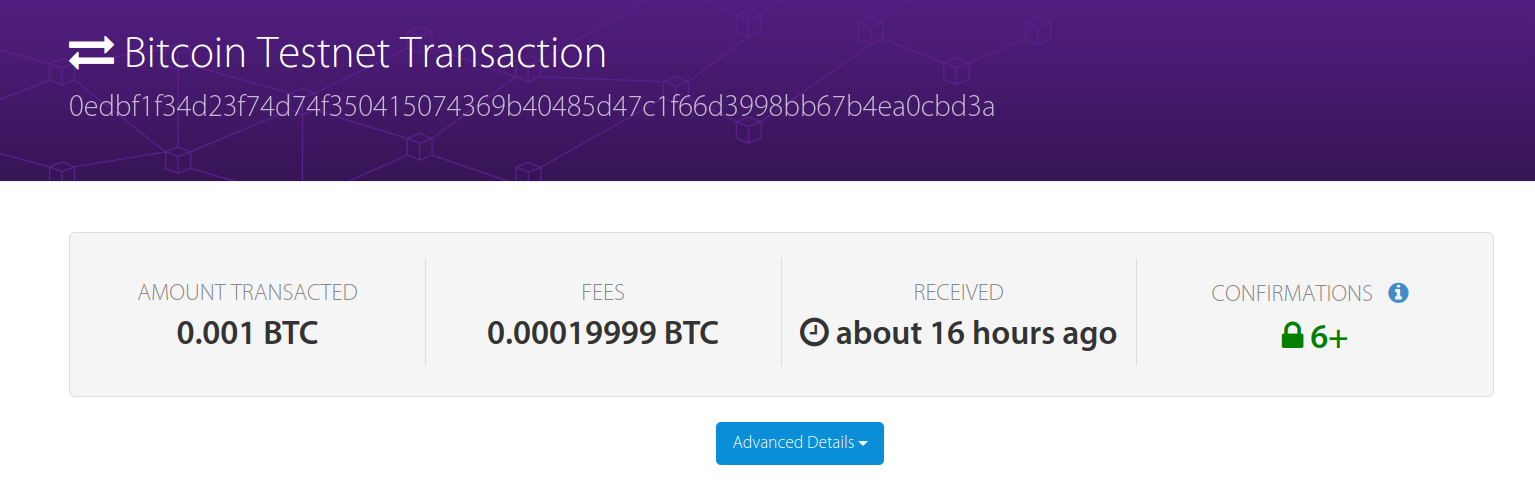 Bitcoin Testnet Transaction
0edbf1f34d23f74d74f350415074369b40485d47c1f66d3998bb67b4ea0cbd3a
AMOUNT TRANSACTED
0.001 BTC
FEES
0.00019999 BTC
RECEIVED
about 16 hours ago
CONFIRMATIONS
6+
Advanced Details